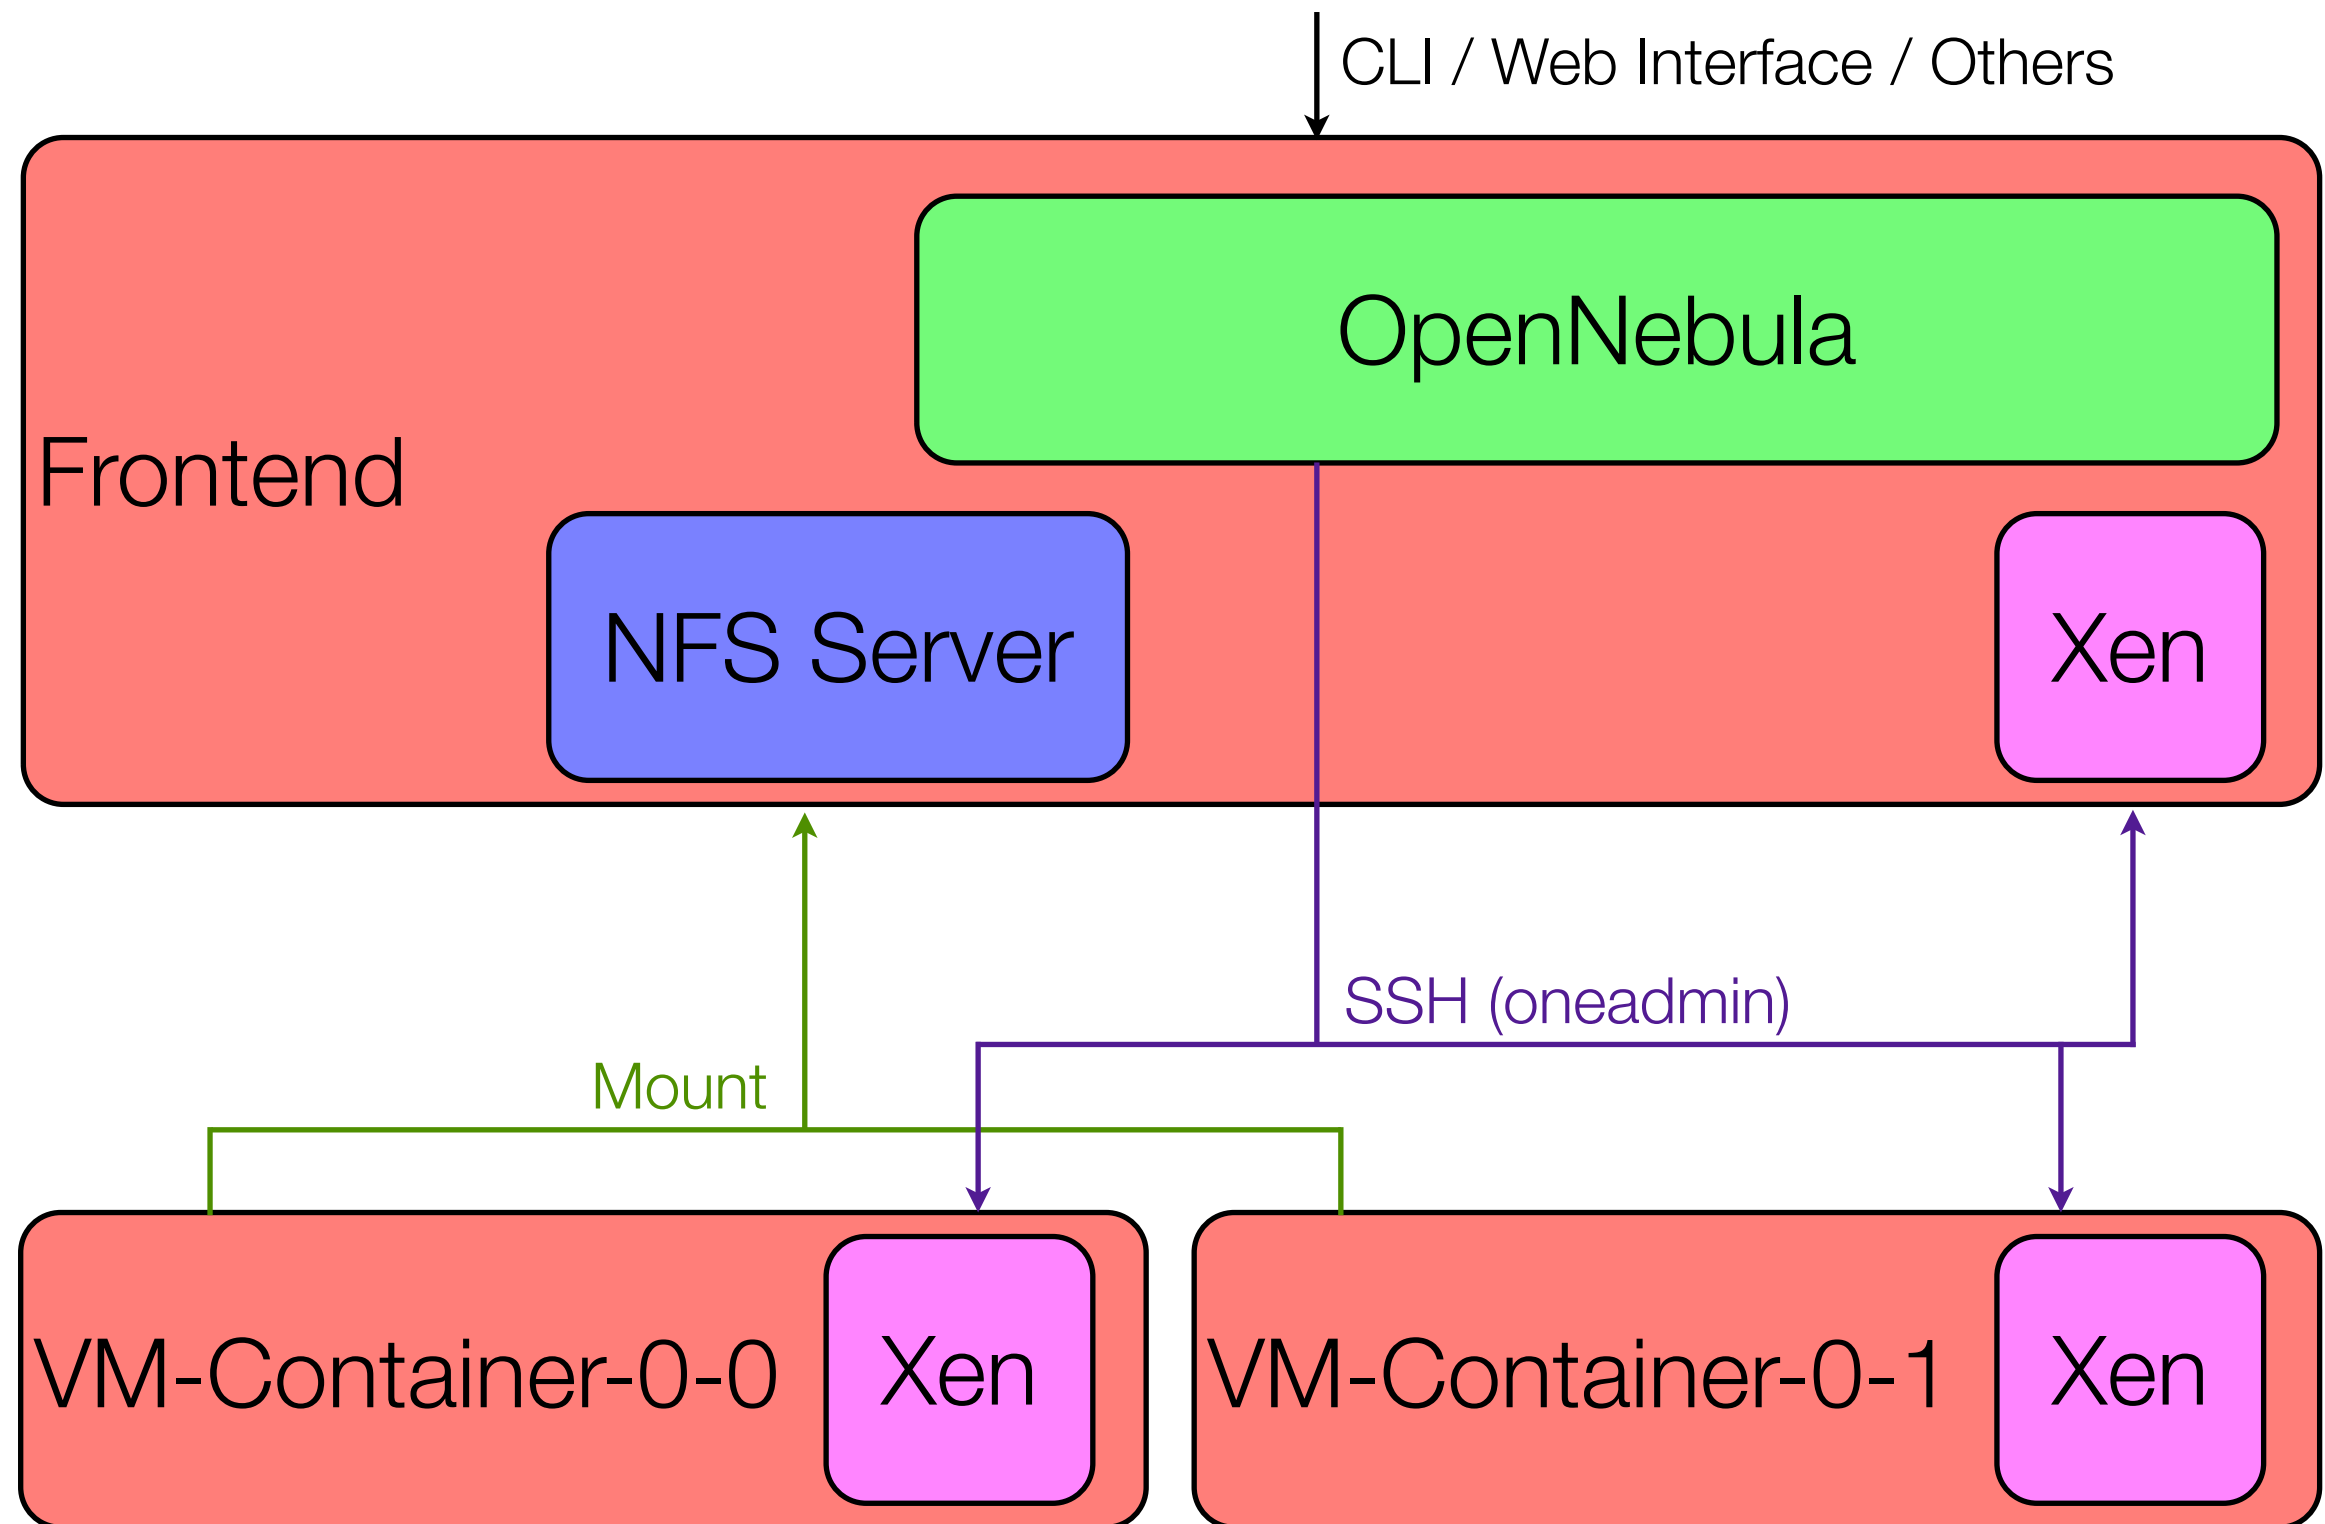 CLI / Web Interface / Others
OpenNebula
Frontend
NFS Server
Xen
SSH (oneadmin)
Mount
VM-Container-0-0
Xen
VM-Container-0-1
Xen